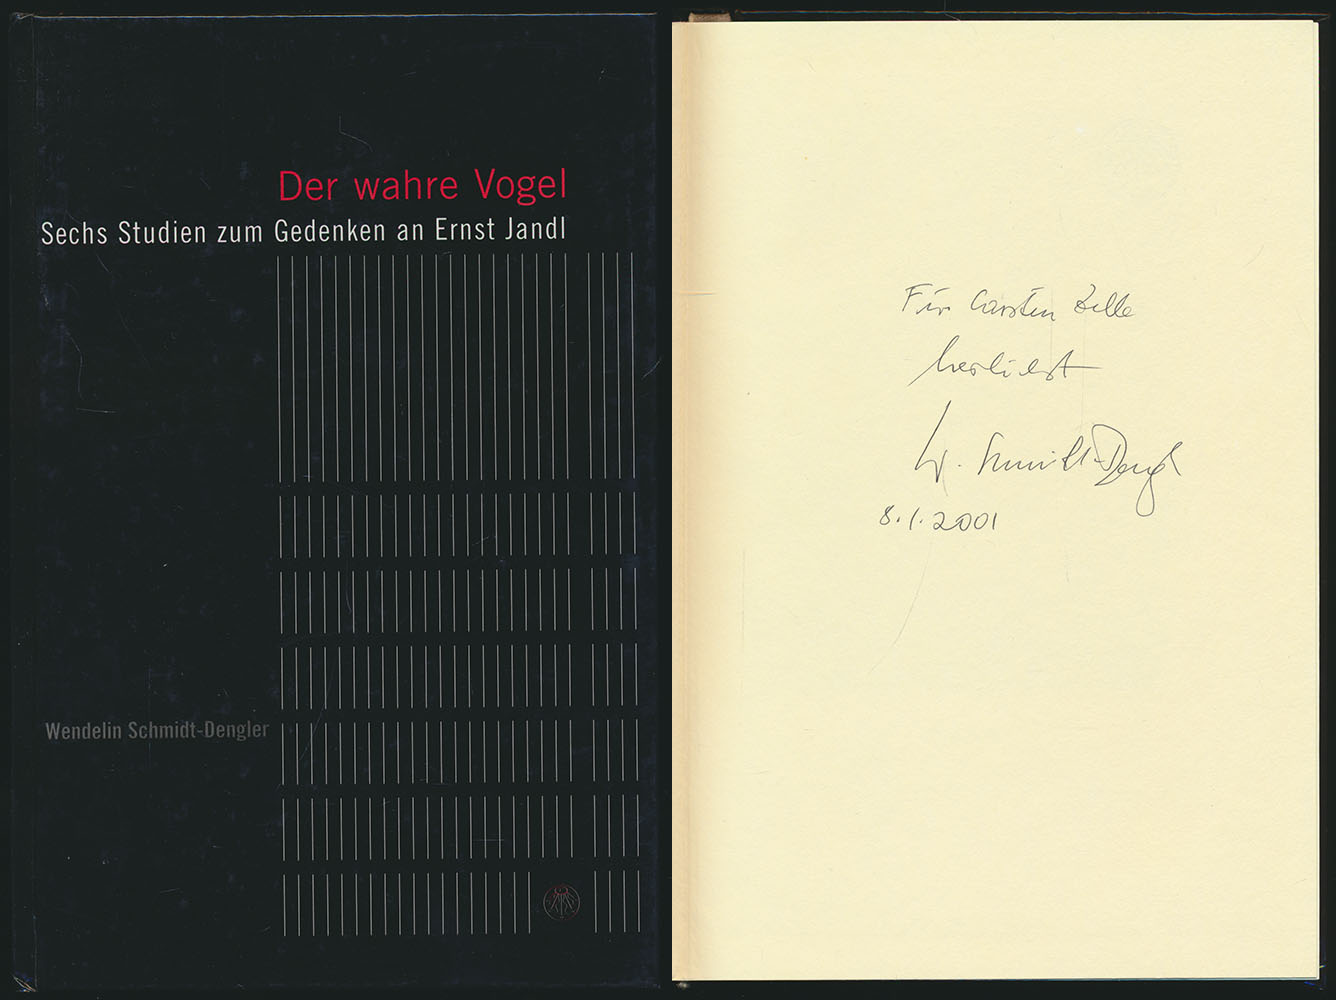 Der wahre Vogel
Sechs Studien zum Gedenken an Ernst Jandl
Wendelin Schmidt-Dengler
Für Carsten Zelle
herzlichst
W. Schmidt-Dengler
8.1.2001